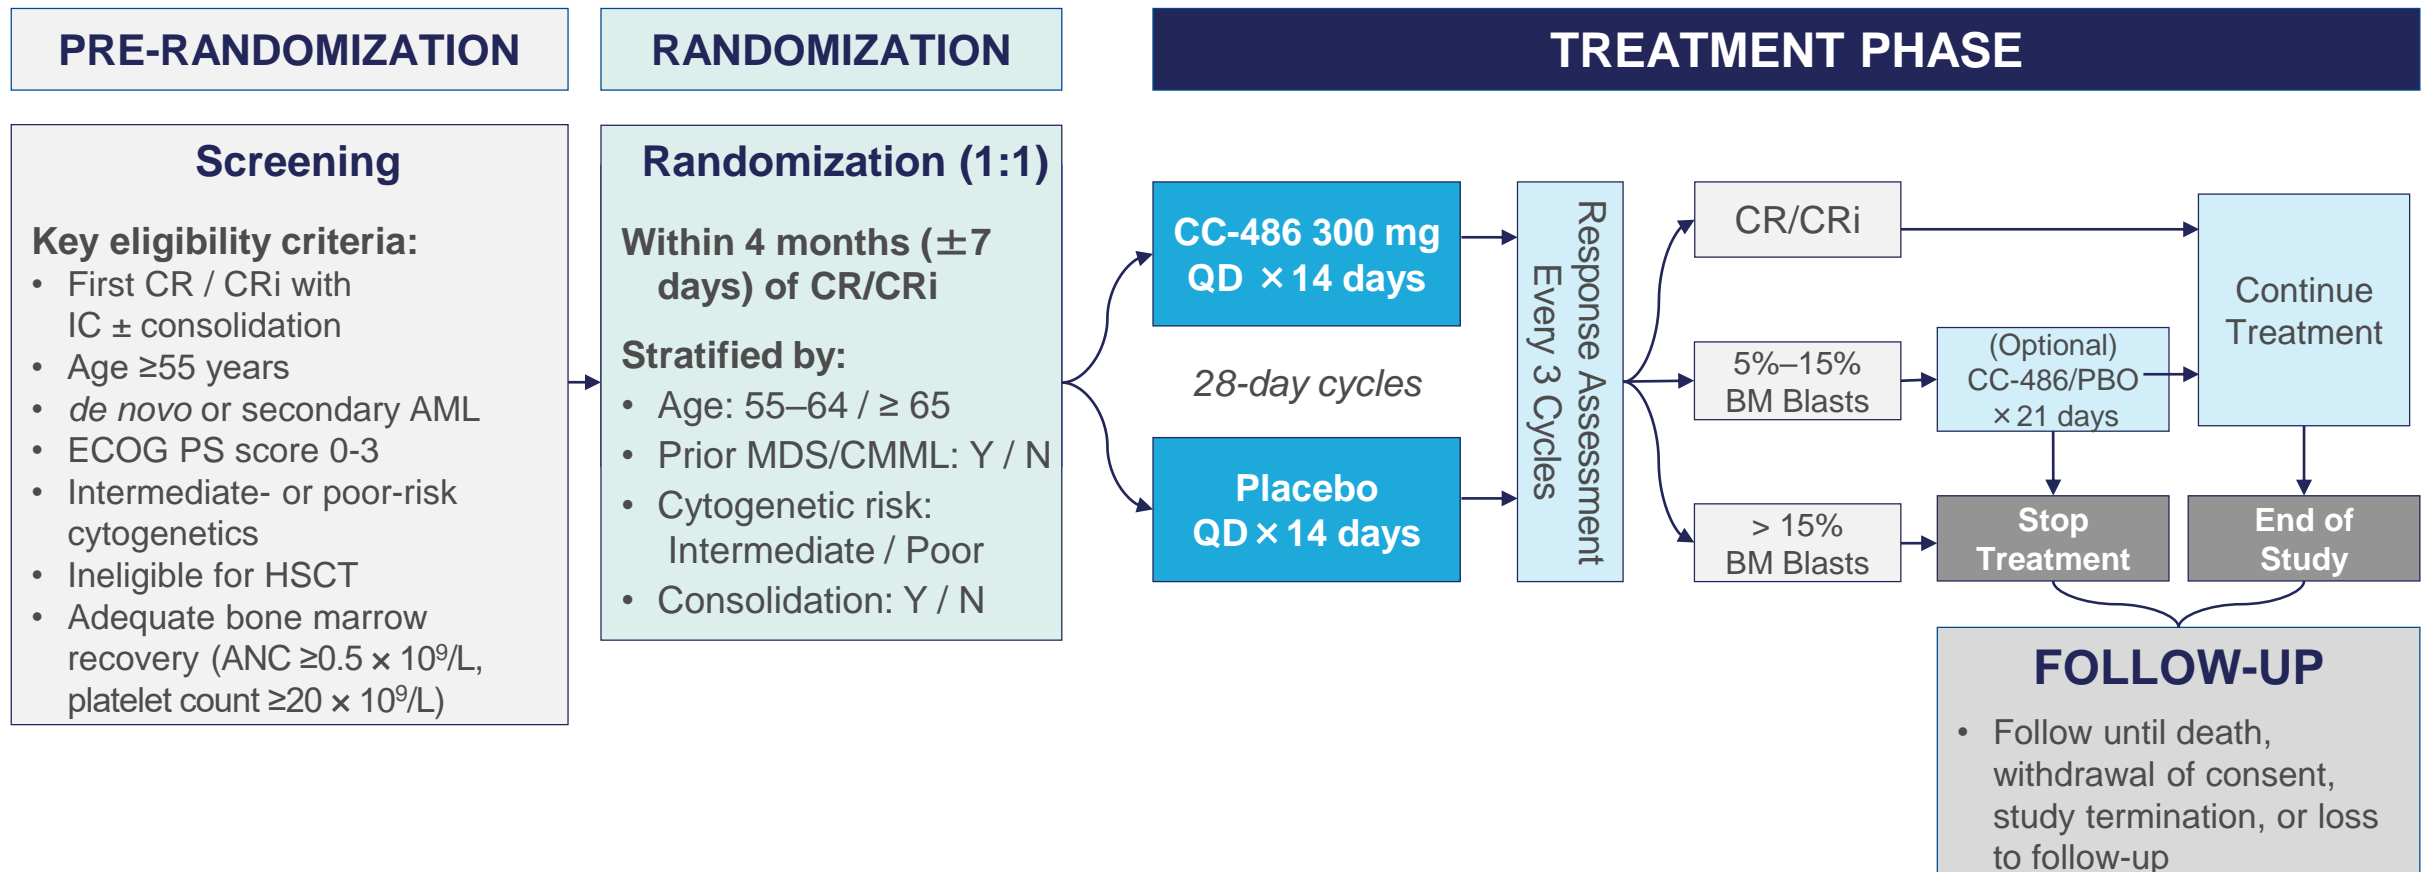 PRE-RANDOMIZATION
RANDOMIZATION
TREATMENT PHASE
Screening
Key eligibility criteria:
• First CR / CRi with
IC ± consolidation
• Age ≥55 years
• de novo or secondary AML
• ECOG PS score 0-3
• Intermediate- or poor-risk
cytogenetics
• Ineligible for HSCT
• Adequate bone marrow
recovery (ANC ≥0.5 × 10⁹/L,
platelet count ≥20 × 10⁹/L)
Randomization (1:1)
Within 4 months (±7
days) of CR/CRi
Stratified by:
• Age: 55–64 / ≥ 65
• Prior MDS/CMML: Y / N
• Cytogenetic risk:
Intermediate / Poor
• Consolidation: Y / N
CC-486 300 mg
QD × 14 days
28-day cycles
Placebo
QD × 14 days
Response Assessment
Every 3 Cycles
CR/CRi
5%–15%
BM Blasts
> 15%
BM Blasts
(Optional)
CC-486/PBO
× 21 days
Continue
Treatment
Stop
Treatment
End of
Study
FOLLOW-UP
• Follow until death,
withdrawal of consent,
study termination, or loss
to follow-up